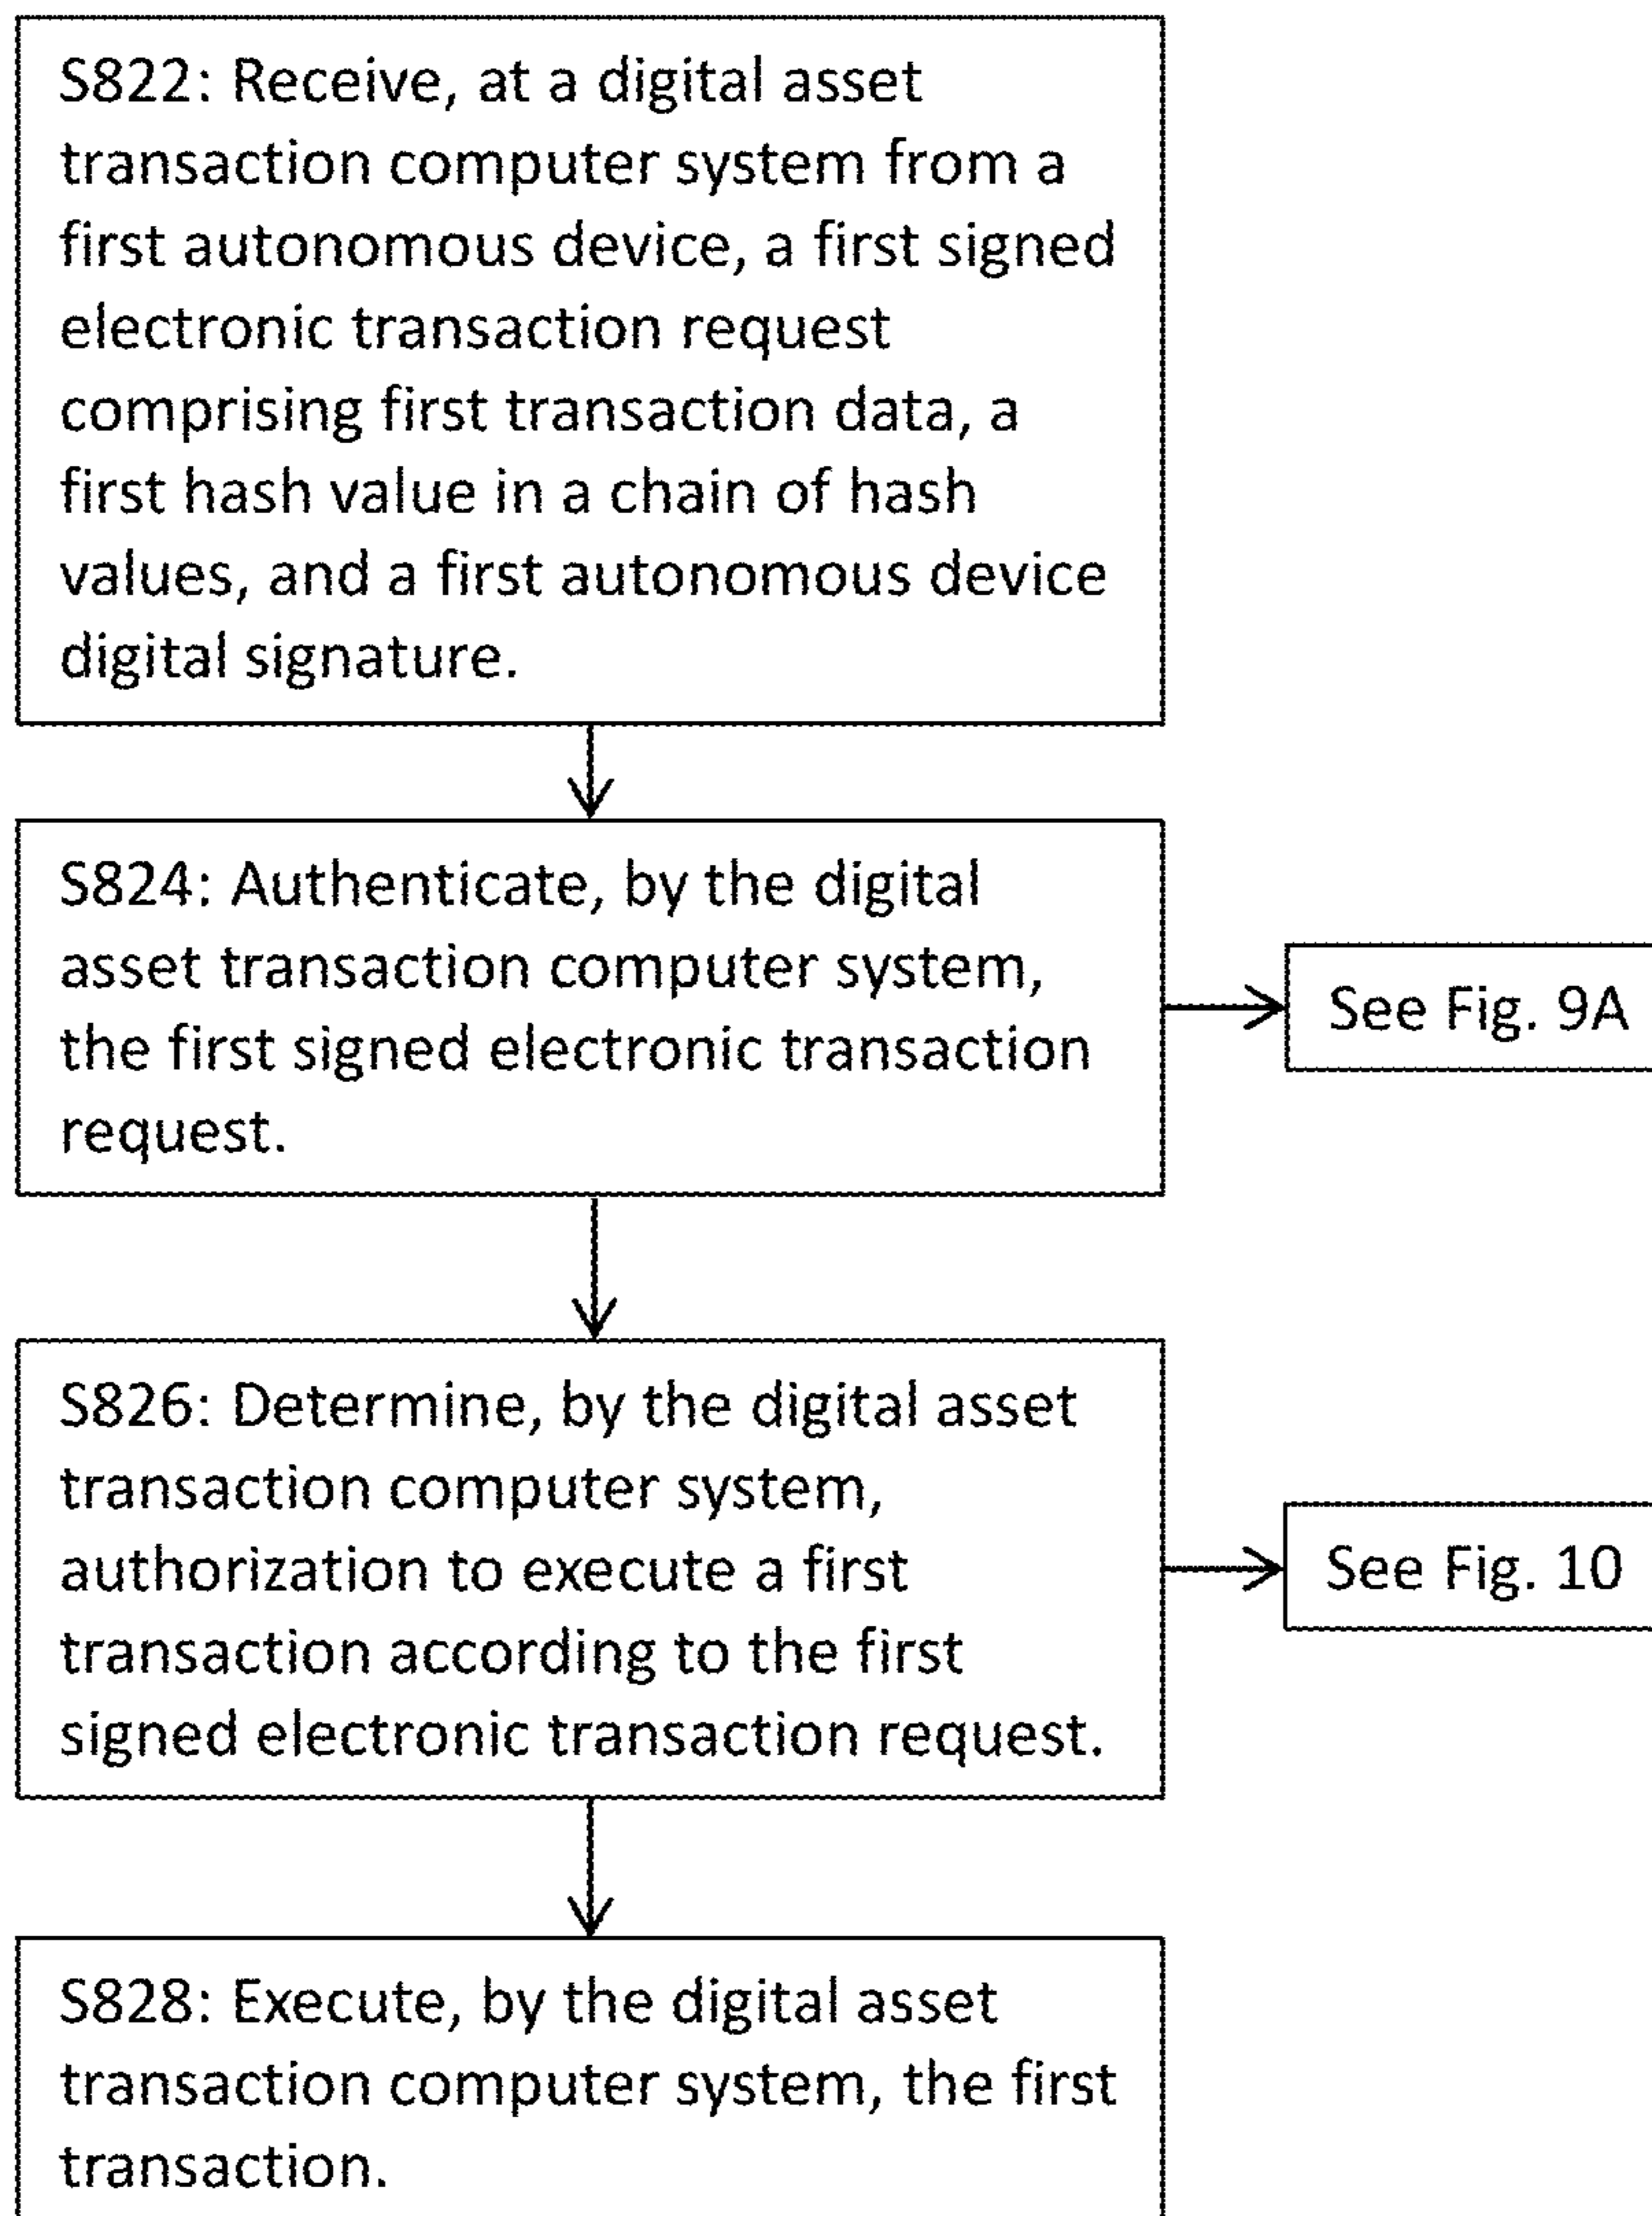 S822: Receive, at a digital asset
transaction computer system from a
first autonomous device, a first signed
electronic transaction request
comprising first transaction data, a
first hash value in a chain of hash
values, and a first autonomous device
digital signature.
S824: Authenticate, by the digital
asset transaction computer system,
the first signed electronic transaction
request.
See Fig. 9A
S826: Determine, by the digital asset
transaction computer system,
authorization to execute a first
transaction according to the first
signed electronic transaction request.
See Fig. 10
S828: Execute, by the digital asset
transaction computer system, the first
transaction.